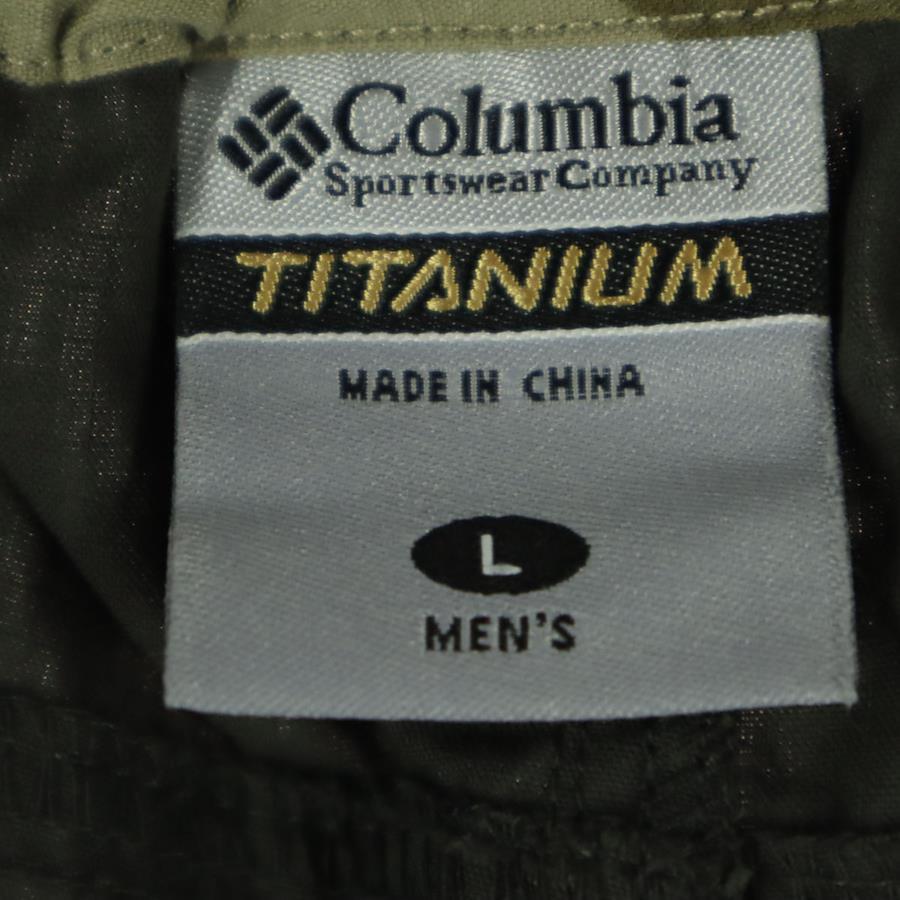 Columbia
Sportswear Company
TITANIUM
MADE IN CHINA
L
MEN'S